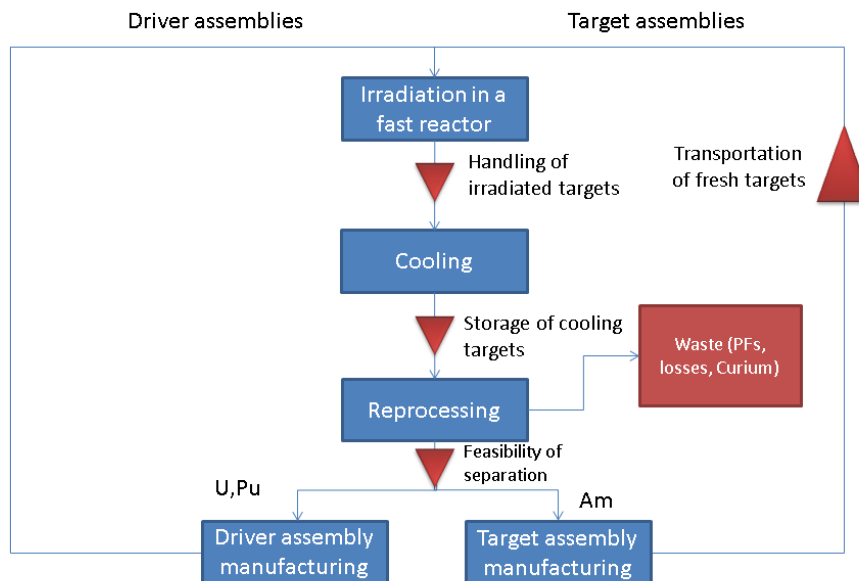 Driver assemblies
Target assemblies
Irradiation in a
fast reactor
Handling of
irradiated targets
Transportation
of fresh targets
Cooling
Storage of cooling
targets
Waste (PFs,
losses, Curium)
Reprocessing
Feasibility of
separation
U,Pu
Am
Driver assembly
manufacturing
Target assembly
manufacturing